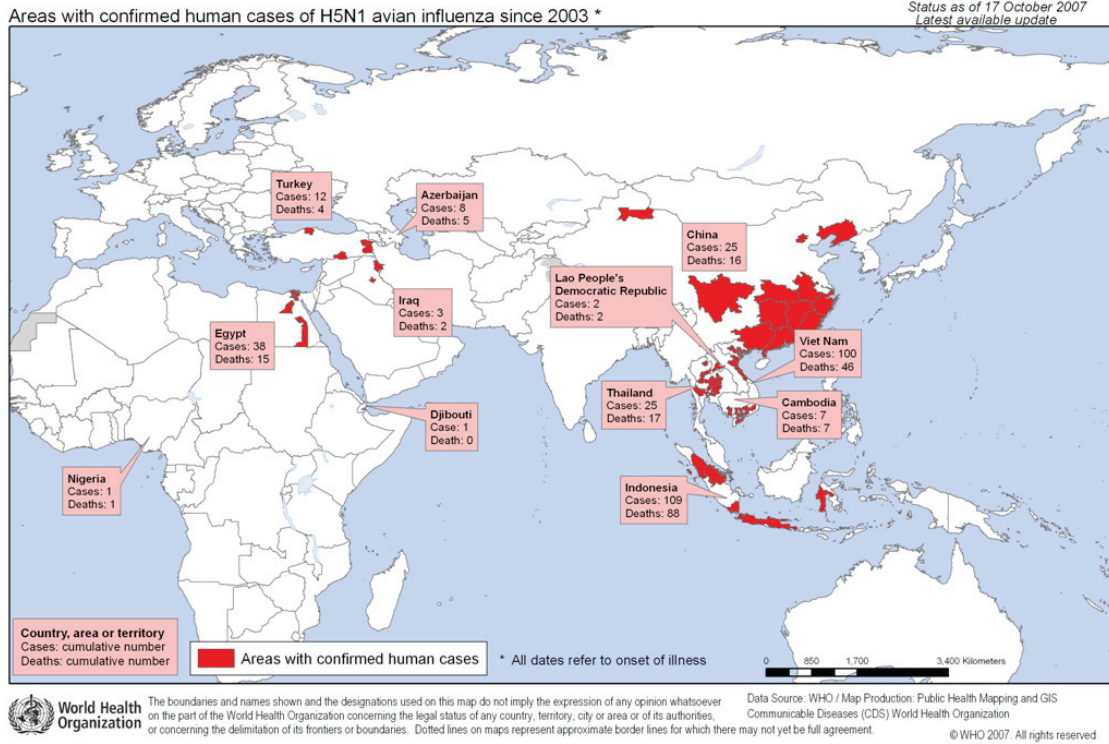 Areas with confirmed human cases of H5N1 avian influenza since 2003 *
Status as of 17 October 2007
Latest available update
Turkey
Cases: 12
Deaths: 4
Azerbaijan
Cases: 8
Deaths: 5
China
Cases: 25
Deaths: 16
Lao People's
Democratic Republic
Cases: 2
Deaths: 2
Iraq
Cases: 3
Deaths: 2
Egypt
Cases: 38
Deaths: 15
Viet Nam
Cases: 100
Deaths: 46
Thailand
Cases: 25
Deaths: 17
Cambodia
Cases: 7
Deaths: 7
Djibouti
Case: 1
Death: 0
Nigeria
Cases: 1
Deaths: 1
Indonesia
Cases: 109
Deaths: 88
Country, area or territory
Cases: cumulative number
Deaths: cumulative number
Areas with confirmed human cases
* All dates refer to onset of illness
0 850 1,700 3,400 Kilometers
World Health
Organization
The boundaries and names shown and the designations used on this map do not imply the expression of any opinion whatsoever
on the part of the World Health Organization concerning the legal status of any country, territory, city or area or of its authorities,
or concerning the delimitation of its frontiers or boundaries. Dotted lines on maps represent approximate border lines for which there may not yet be full agreement.
Data Source: WHO / Map Production: Public Health Mapping and GIS
Communicable Diseases (CDS) World Health Organization
© WHO 2007. All rights reserved